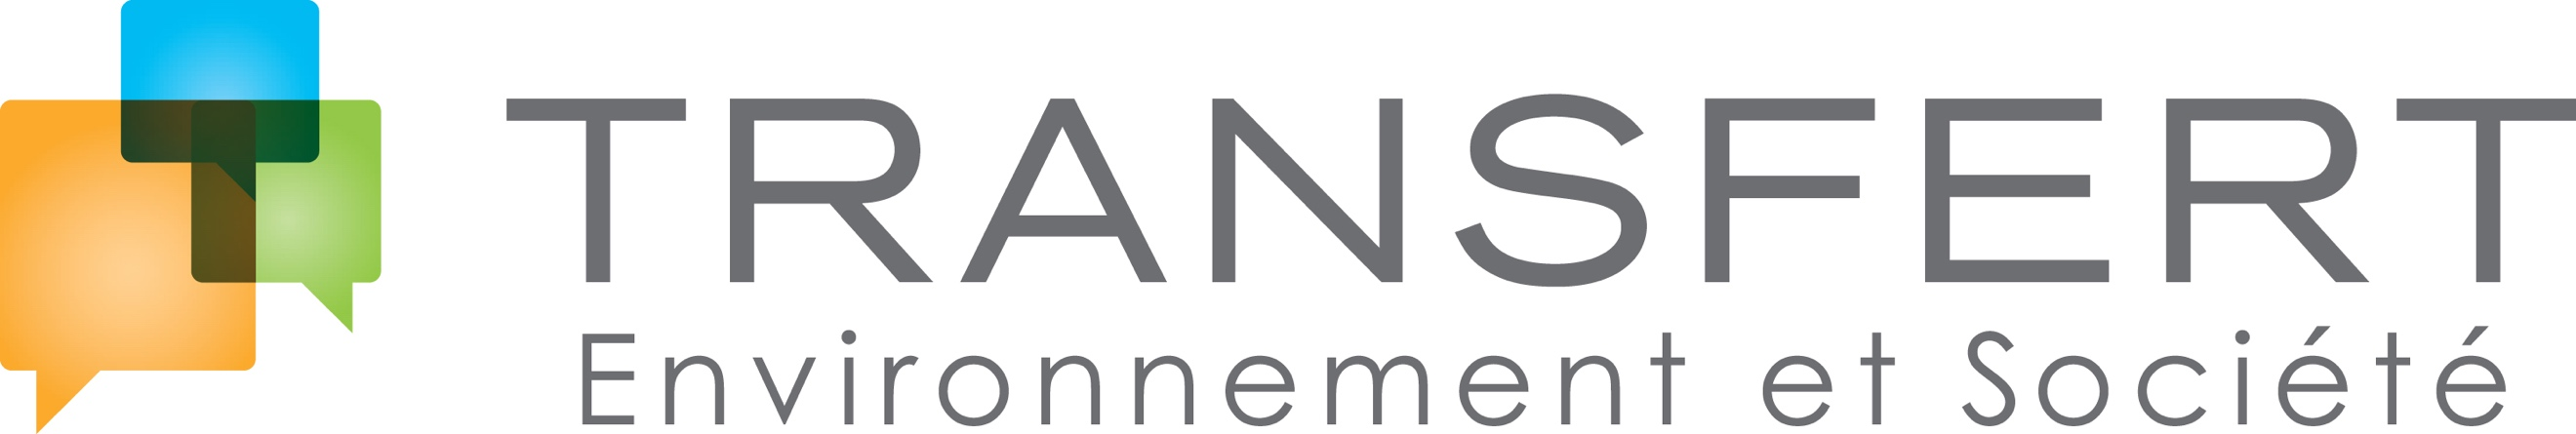 TRANSFERT
Environnement et Société